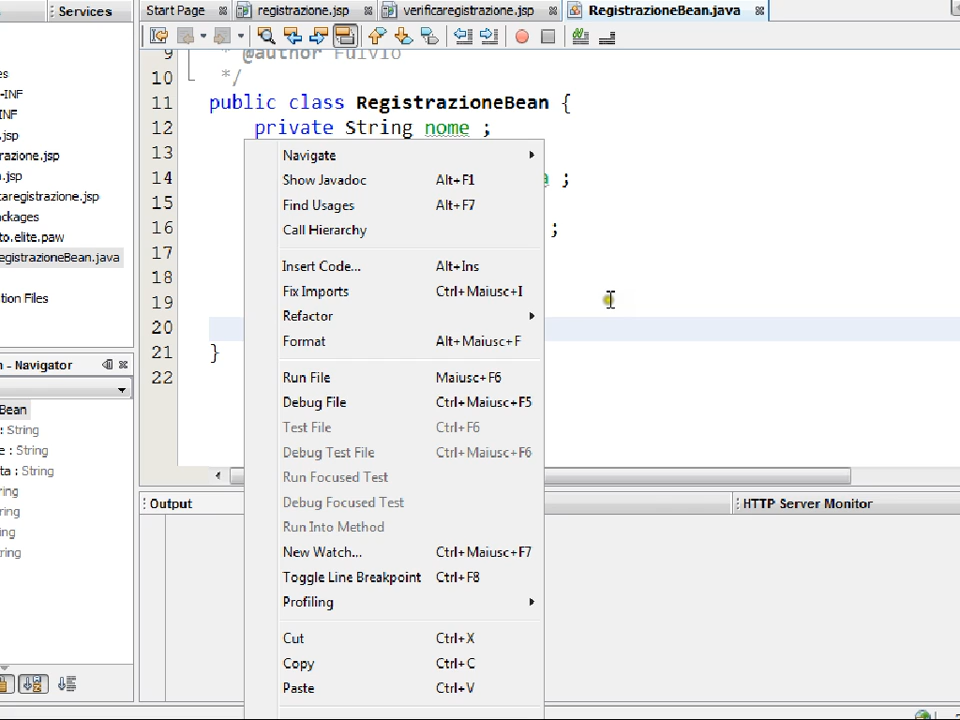 Services
Start Page
registrazione.jsp
verificaregistrazione.jsp
RegistrazioneBean.java
es
-INF
NF
.jsp
razione.jsp
a.jsp
caregistrazione.jsp
ackages
to.elite.paw
egistrazioneBean.java
tion Files
9 * @author Fulvio
10 */
11 public class RegistrazioneBean {
12 private String nome ;
13
14 a ;
15
16 ;
17
18
19
20
21 }
22
Navigate
Show Javadoc Alt+F1
Find Usages Alt+F7
Call Hierarchy
Insert Code... Alt+Ins
Fix Imports Ctrl+Maiusc+I
Refactor
Format Alt+Maiusc+F
Run File Maiusc+F6
Debug File Ctrl+Maiusc+F5
Test File Ctrl+F6
Debug Test File Ctrl+Maiusc+F6
Run Focused Test
Debug Focused Test
Run Into Method
New Watch... Ctrl+Maiusc+F7
Toggle Line Breakpoint Ctrl+F8
Profiling
Cut Ctrl+X
Copy Ctrl+C
Paste Ctrl+V
n - Navigator
Bean
: String
e : String
ta : String
ing
ring
ing
tring
Output
HTTP Server Monitor